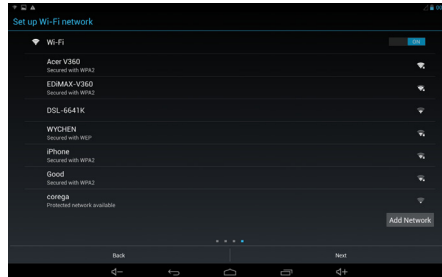 Set up Wi-Fi network
Wi-Fi
ON
Acer V360
Secured with WPA2
EDiMAX-V360
Secured with WPA2
DSL-6641K
WYCHEN
Secured with WEP
iPhone
Secured with WPA2
Good
Secured with WPA2
corega
Protected network available
Add Network
Back
Next